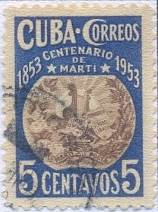 CUBA·CORREOS
CENTENARIO
DE
MARTI
1853 1953
5 CENTAVOS 5